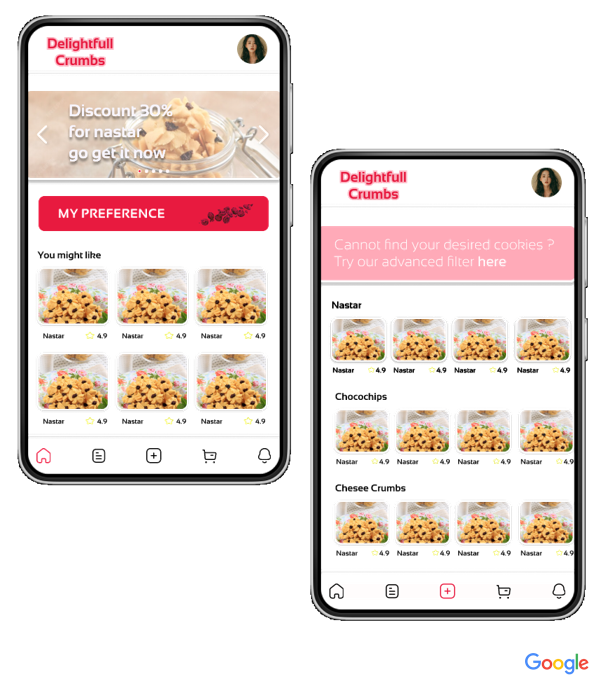 Delightfull
Crumbs
Discount 30%
for nastar
go get it now
MY PREFERENCE
You might like
Nastar 4.9 Nastar 4.9 Nastar 4.9
Nastar 4.9 Nastar 4.9 Nastar 4.9
Delightfull
Crumbs
Cannot find your desired cookies ?
Try our advanced filter here
Nastar
Nastar 4.9 Nastar 4.9 Nastar 4.9 Nastar 4.9
Chocochips
Nastar 4.9 Nastar 4.9 Nastar 4.9 Nastar 4.9
Chesee Crumbs
Nastar 4.9 Nastar 4.9 Nastar 4.9 Nastar 4.9
Google